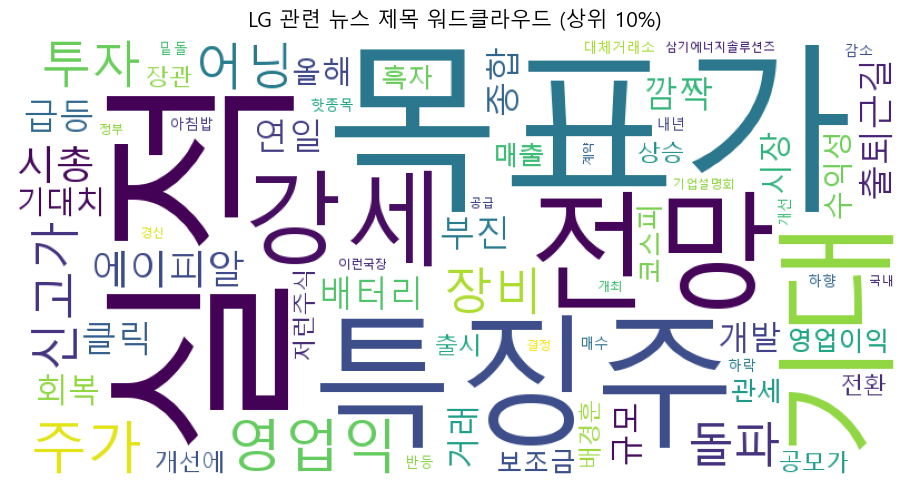 LG 관련 뉴스 제목 워드클라우드 (상위 10%)
투자
밑돌
장관
어닝
올해
흑자
종합
대체거래소
삼기에너지솔루션즈
감소
깜짝
급등
정부
아침밥
연일
핫종목
목표가
매출
계약
상승
내년
시장
수익성
출퇴근길
시총
기대치
실적
강세
전망
기업설명회
개선
신고가
경신
에이피알
이런국장
부진
공급
코스피
기대
하향
국내
클릭
저런주식
배터리
장비
개최
특징주
출시
결정
매수
개발
영업이익
회복
하락
관세
전환
주가
개선에
영업익
반등
거래
보조금
배경훈
규모
돌파
공모가